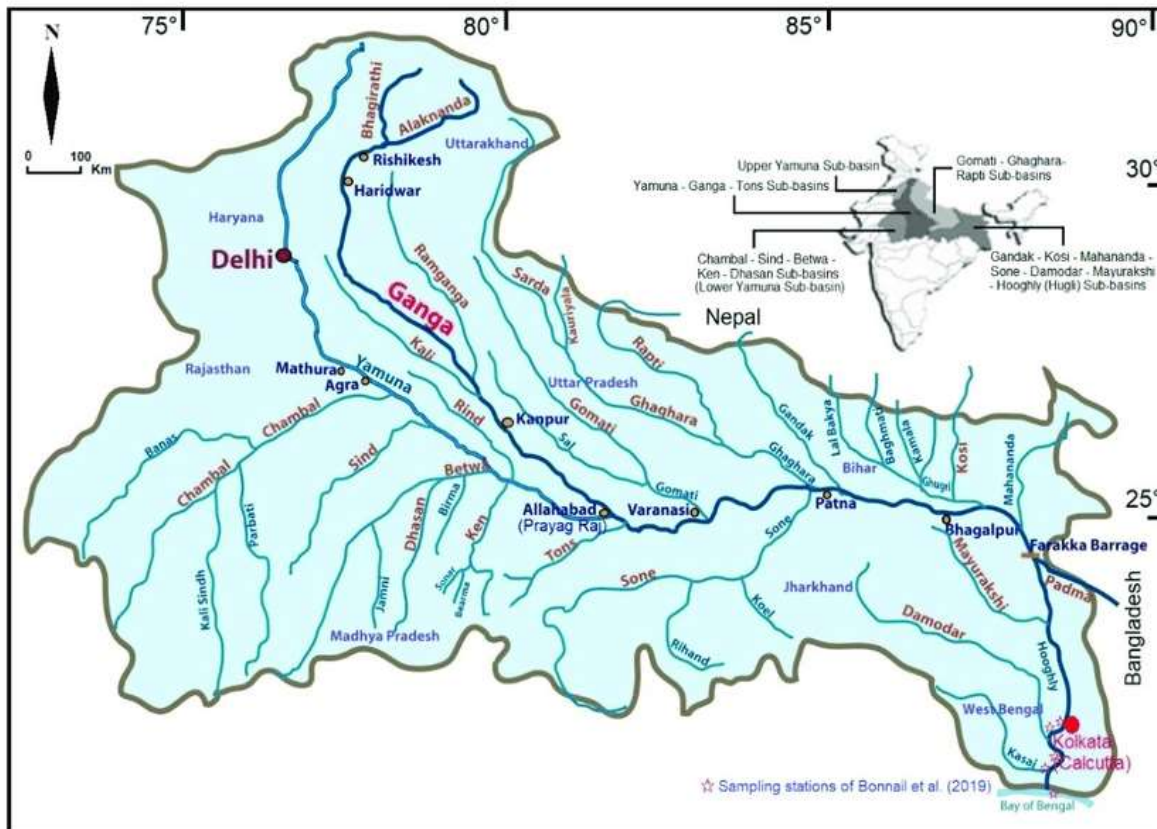 75°
80°
85°
90°
N
0 100
Km
Bhagirathi
Alaknanda
Uttarakhand
Rishikesh
Haridwar
30°
Upper Yamuna Sub-basin
Yamuna - Ganga - Tons Sub-basins
Gomati - Ghaghara-
Rapti Sub-basins
Chambal - Sind - Betwa -
Ken - Dhasan Sub-basins
(Lower Yamuna Sub-basin)
Gandak - Kosi - Mahananda -
Sone - Damodar - Mayurakshi
- Hooghly (Hugli) Sub-basins
Haryana
Delhi
Ramganga
Sarda
Kauriyala
Nepal
Ganga
Rapti
Kali
Rajasthan
Mathura
Agra
Yamuna
Uttar Pradesh
Ghaghara
Chambal
Rind
Kanpur
Gomati
Sal
Gandak
Lal Bakya
Baghmati
Kamala
Kosi
Mahananda
Banas
Chambal
Sind
Betwa
Ghaghara
Bihar
Ghugri
Parbati
Dhasan
Birma
Ken
Allahabad
(Prayag Raj)
Varanasi
Gomati
Patna
25°
Bhagalpur
Farakka Barrage
Kali Sindh
Jamni
Sonar
Bearma
Tons
Sone
Sone
Mayurakshi
Padma
Jharkhand
Koel
Damodar
Bangladesh
Madhya Pradesh
Rihand
Hooghly
West Bengal
Kasai
Kolkata
(Calcutta)
☆ Sampling stations of Bonnail et al. (2019)
Bay of Bengal